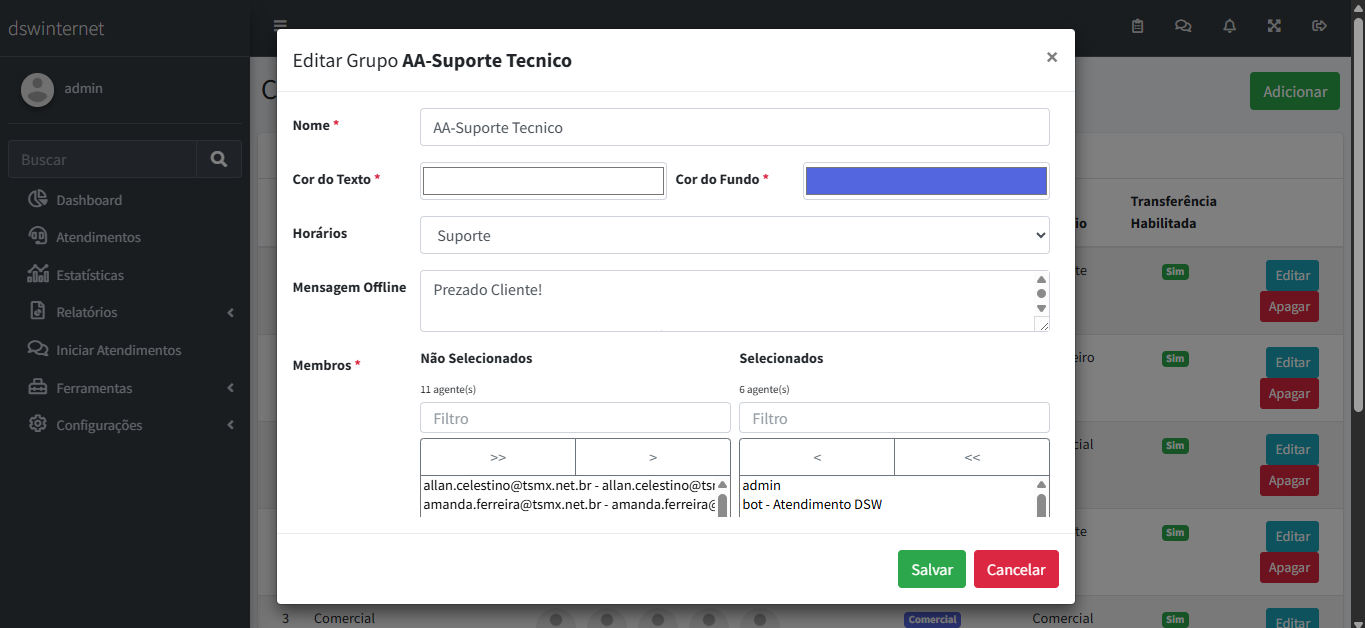 dswinternet
admin
Buscar
Dashboard
Atendimentos
Estatísticas
Relatórios
Iniciar Atendimentos
Ferramentas
Configurações
C
Adicionar
Editar Grupo AA-Suporte Tecnico
×
Nome *
AA-Suporte Tecnico
Cor do Texto *
Cor do Fundo *
Horários
Suporte
Mensagem Offline
Prezado Cliente!
Membros *
Não Selecionados
11 agente(s)
Filtro
>> >
allan.celestino@tsmx.net.br - allan.celestino@tsm
amanda.ferreira@tsmx.net.br - amanda.ferreira@
Selecionados
6 agente(s)
Filtro
< <<
admin
bot - Atendimento DSW
Salvar
Cancelar
io
Transferência
Habilitada
te
Sim
Editar
Apagar
eiro
Sim
Editar
Apagar
cial
Sim
Editar
Apagar
te
Sim
Editar
Apagar
3 Comercial Comercial Comercial Sim Editar